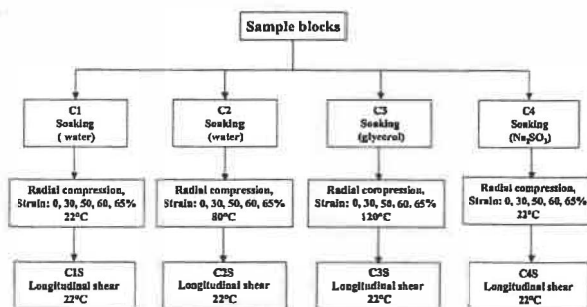 Sample blocks
C1
Soaking
( water)
C2
Soaking
(water)
C3
Soaking
(glycerol)
C4
Soaking
(Na₂SO₃)
Radial compression,
Strain: 0, 30, 50, 60, 65%
22°C
Radial compression,
Strain: 0, 30, 50, 60, 65%
80°C
Radial compression,
Strain: 0, 30, 50, 60, 65%
120°C
Radial compression,
Strain: 0, 30, 50, 60, 65%
22°C
C1S
Longitudinal shear
22°C
C2S
Longitudinal shear
22°C
C3S
Longitudinal shear
22°C
C4S
Longitudinal shear
22°C